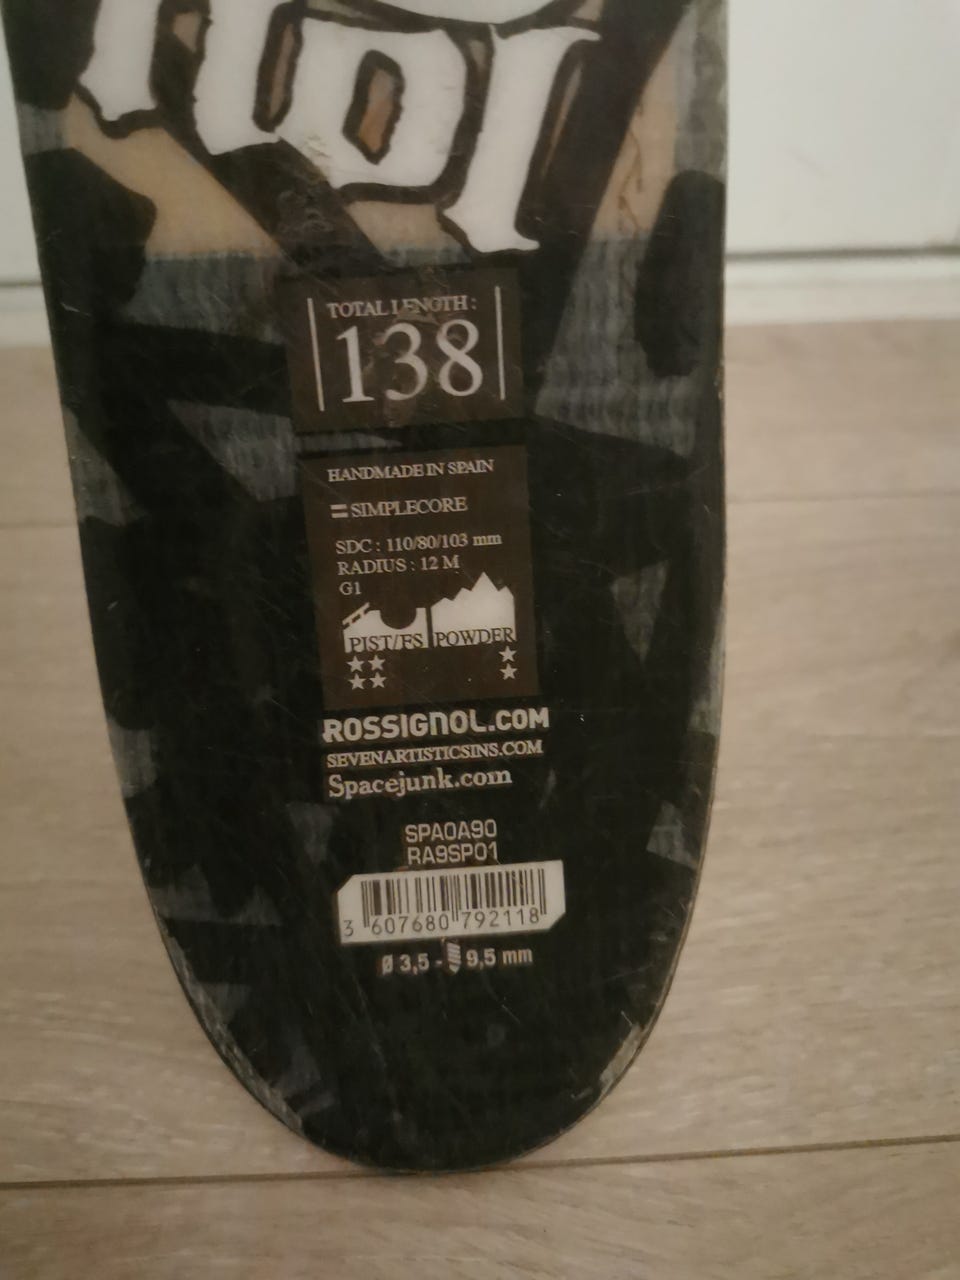 TOTAL LENGTH:
138
HANDMADE IN SPAIN
=SIMPLECORE
SDC : 110/80/103 mm
RADIUS : 12 M
G1
PIST/FS POWDER
ROSSIGNOL.COM
SEVENARTISTICSINS.COM
Spacejunk.com
SPA0A90
RA9SP01
3 607680 792118
Ø 3,5 - 9,5 mm